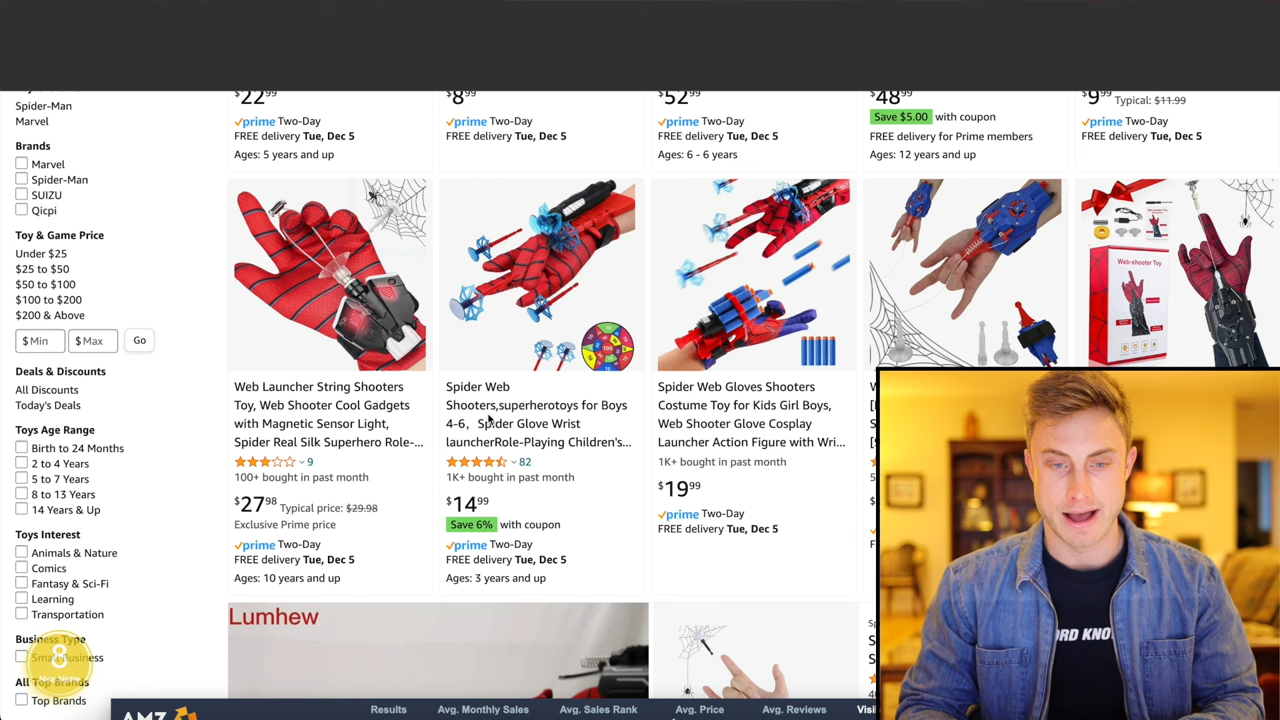 Spider-Man
Marvel
Brands
Marvel
Spider-Man
SUIZU
Qicpi
Toy & Game Price
Under $25
$25 to $50
$50 to $100
$100 to $200
$200 & Above
$ Min $ Max Go
Deals & Discounts
All Discounts
Today's Deals
Toys Age Range
Birth to 24 Months
2 to 4 Years
5 to 7 Years
8 to 13 Years
14 Years & Up
Toys Interest
Animals & Nature
Comics
Fantasy & Sci-Fi
Learning
Transportation
Business Type
Small Business
All Top Brands
Top Brands
8
Nice Niche
$22 99
prime Two-Day
FREE delivery Tue, Dec 5
Ages: 5 years and up
$8 99
prime Two-Day
FREE delivery Tue, Dec 5
$52 99
prime Two-Day
FREE delivery Tue, Dec 5
Ages: 6 - 6 years
$48 99
Save $5.00 with coupon
FREE delivery for Prime members
Ages: 12 years and up
$9 99 Typical: $11.99
prime Two-Day
FREE delivery Tue, Dec 5
Web Launcher String Shooters
Toy, Web Shooter Cool Gadgets
with Magnetic Sensor Light,
Spider Real Silk Superhero Role-...
9
100+ bought in past month
$27 98 Typical price: $29.98
Exclusive Prime price
prime Two-Day
FREE delivery Tue, Dec 5
Ages: 10 years and up
100
Spider Web
Shooters,superherotoys for Boys
4-6，Spider Glove Wrist
launcherRole-Playing Children's...
82
1K+ bought in past month
$14 99
Save 6% with coupon
prime Two-Day
FREE delivery Tue, Dec 5
Ages: 3 years and up
Spider Web Gloves Shooters
Costume Toy for Kids Girl Boys,
Web Shooter Glove Cosplay
Launcher Action Figure with Wri...
1K+ bought in past month
$19 99
prime Two-Day
FREE delivery Tue, Dec 5
Web-shooter Toy
Lumhew
ORD KNO
AMZ
Results Avg. Monthly Sales Avg. Sales Rank Avg. Price Avg. Reviews